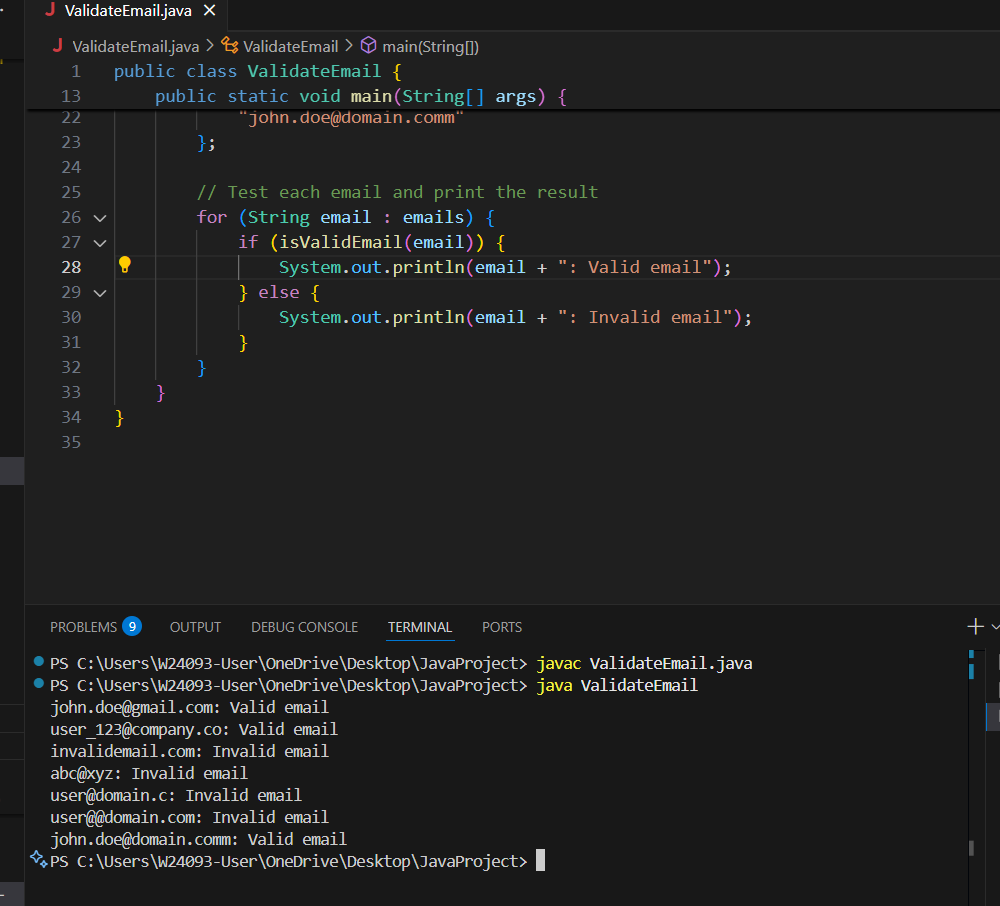 ValidateEmail.java
ValidateEmail.java > ValidateEmail > main(String[])
1 public class ValidateEmail {
13 public static void main(String[] args) {
22 "john.doe@domain.comm"
23 };
24
25 // Test each email and print the result
26 for (String email : emails) {
27 if (isValidEmail(email)) {
28 System.out.println(email + ": Valid email");
29 } else {
30 System.out.println(email + ": Invalid email");
31 }
32 }
33 }
34 }
35
PROBLEMS 9 OUTPUT DEBUG CONSOLE TERMINAL PORTS
PS C:\Users\W24093-User\OneDrive\Desktop\JavaProject> javac ValidateEmail.java
PS C:\Users\W24093-User\OneDrive\Desktop\JavaProject> java ValidateEmail
john.doe@gmail.com: Valid email
user_123@company.co: Valid email
invalidemail.com: Invalid email
abc@xyz: Invalid email
user@domain.c: Invalid email
user@@domain.com: Invalid email
john.doe@domain.comm: Valid email
PS C:\Users\W24093-User\OneDrive\Desktop\JavaProject>